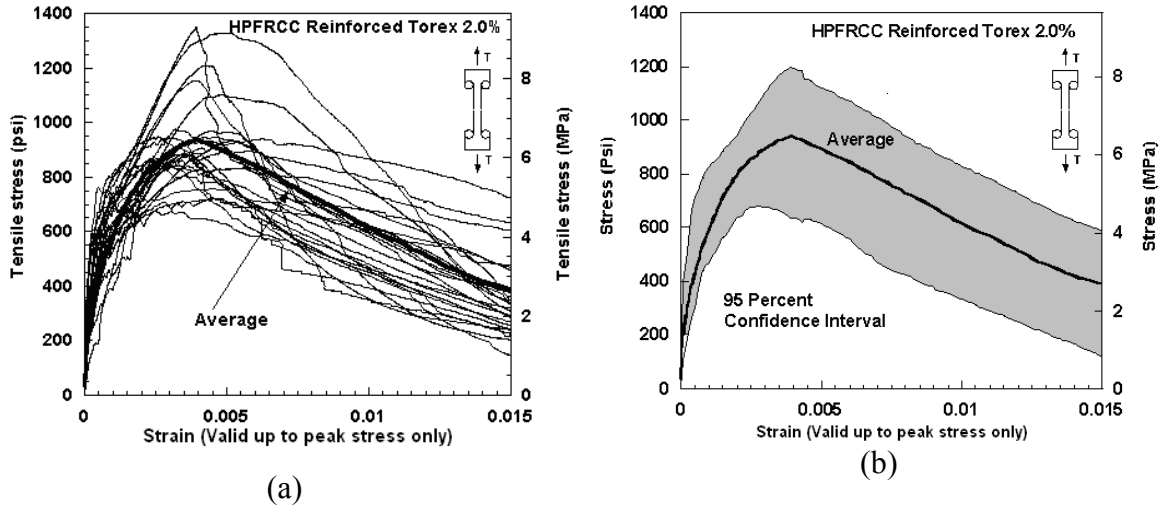 HPFRCC Reinforced Torex 2.0%
Tensile stress (psi)
1400
1200
1000
800
600
400
200
0
T
T
Average
8
6
4
2
0
Tensile stress (MPa)
0
0.005
0.01
0.015
Strain (Valid up to peak stress only)
(a)
HPFRCC Reinforced Torex 2.0%
Stress (Psi)
1400
1200
1000
800
600
400
200
0
T
T
Average
95 Percent
Confidence Interval
8
6
4
2
0
Stress (MPa)
0
0.005
0.01
0.015
Strain (Valid up to peak stress only)
(b)